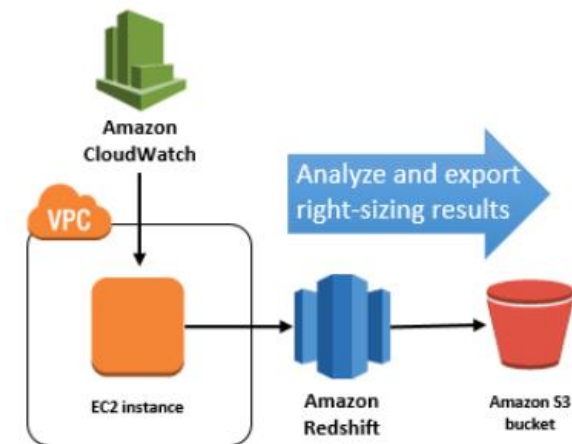 Amazon
CloudWatch
Analyze and export
right-sizing results
VPC
EC2 instance
Amazon
Redshift
Amazon S3
bucket